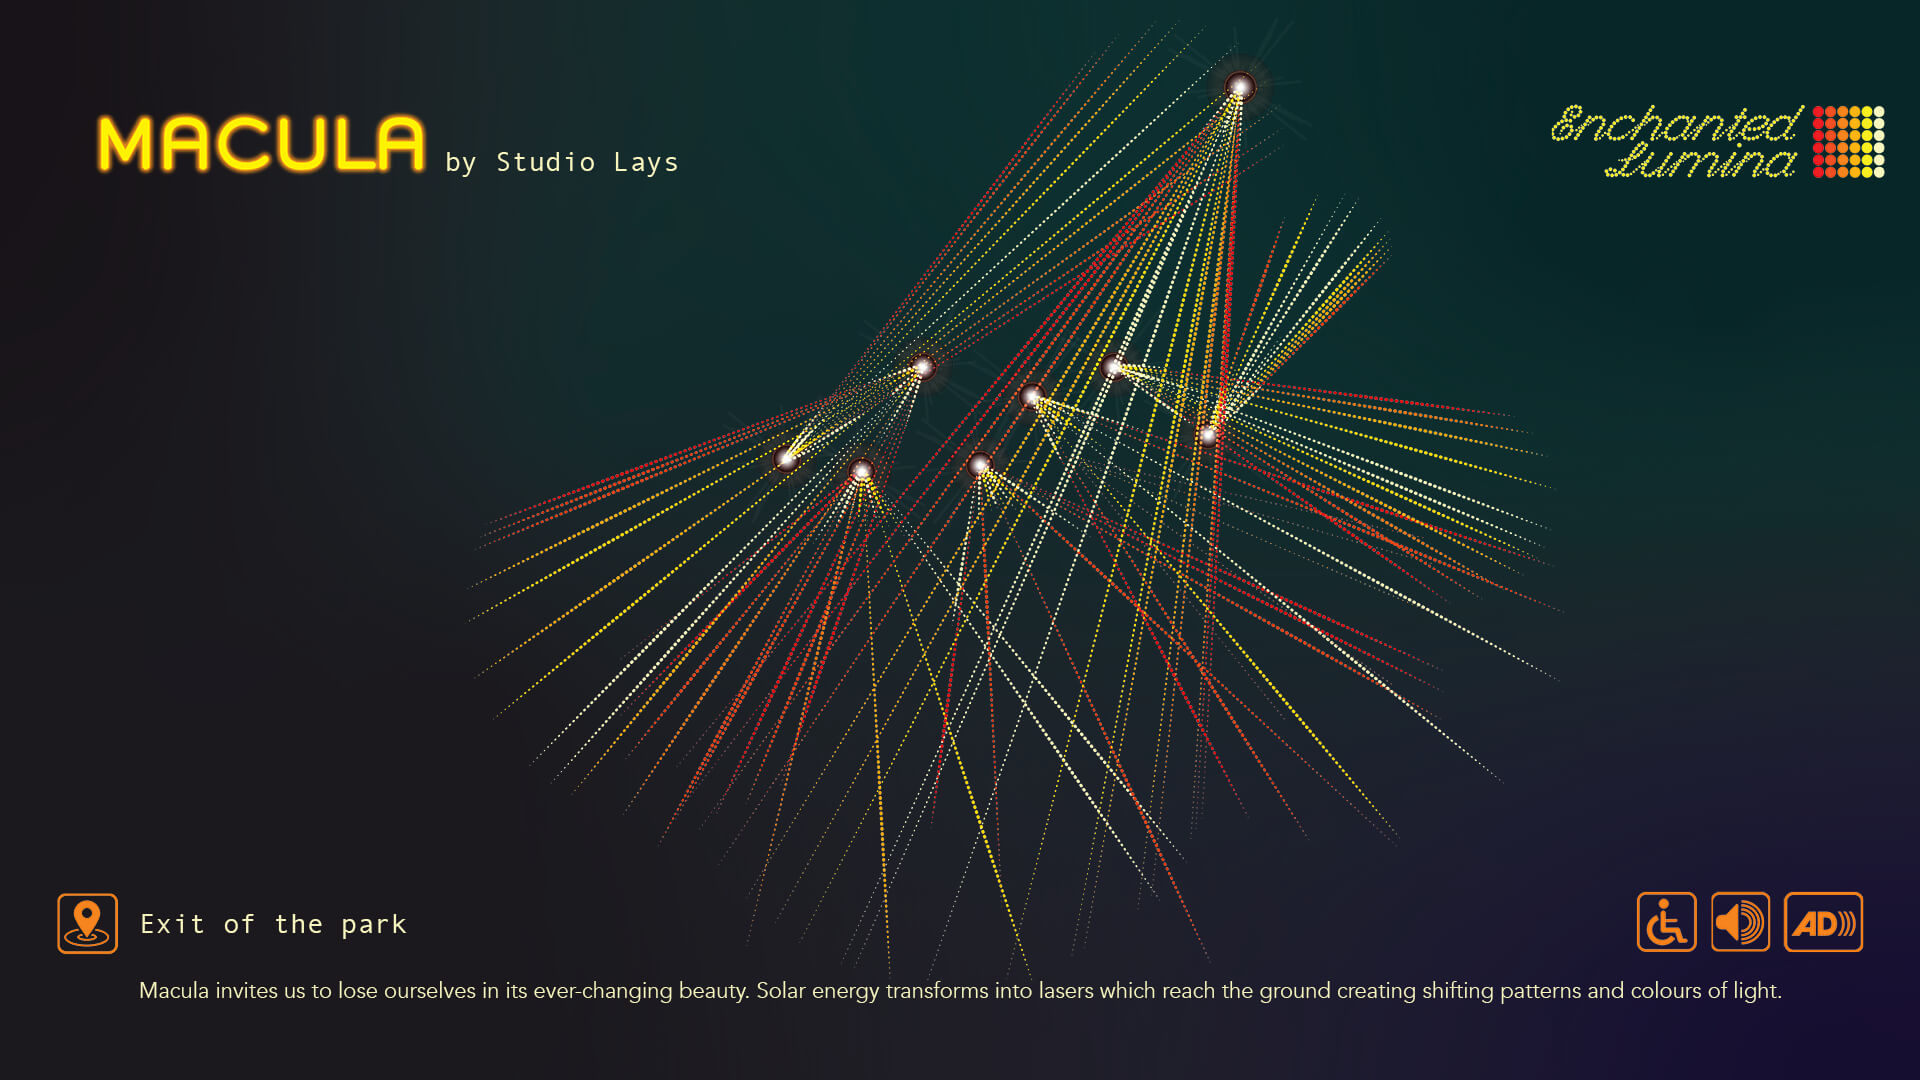 MACULA by Studio Lays
Enchanted
Lumina
Exit of the park
AD
Macula invites us to lose ourselves in its ever-changing beauty. Solar energy transforms into lasers which reach the ground creating shifting patterns and colours of light.